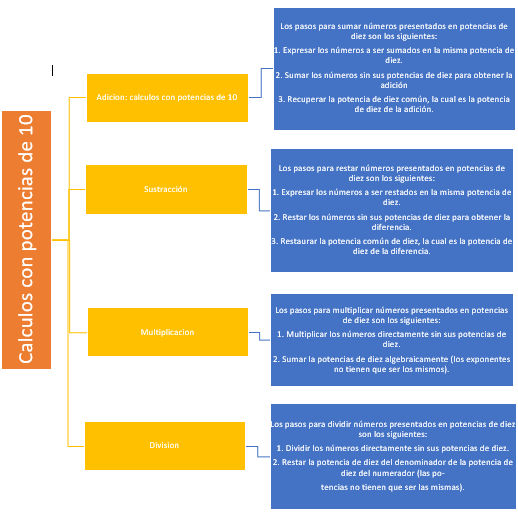 Calculos con potencias de 10
Adicion: calculos con potencias de 10
Los pasos para sumar números presentados en potencias de
diez son los siguientes:
1. Expresar los números a ser sumados en la misma potencia de
diez.
2. Sumar los números sin sus potencias de diez para obtener la
adición
3. Recuperar la potencia de diez común, la cual es la potencia
de diez de la adición.
Sustracción
Los pasos para restar números presentados en potencias de
diez son los siguientes:
1. Expresar los números a ser restados en la misma potencia de
diez.
2. Restar los números sin sus potencias de diez para obtener la
diferencia.
3. Restaurar la potencia común de diez, la cual es la potencia de
diez de la diferencia.
Multiplicacion
Los pasos para multiplicar números presentados en potencias
de diez son los siguientes:
1. Multiplicar los números directamente sin sus potencias de
diez.
2. Sumar la potencias de diez algebraicamente (los exponentes
no tienen que ser los mismos).
Division
Los pasos para dividir números presentados en potencias de diez
son los siguientes:
1. Dividir los números directamente sin sus potencias de diez.
2. Restar la potencia de diez del denominador de la potencia de
diez del numerador (las po-
tencias no tienen que ser las mismas).